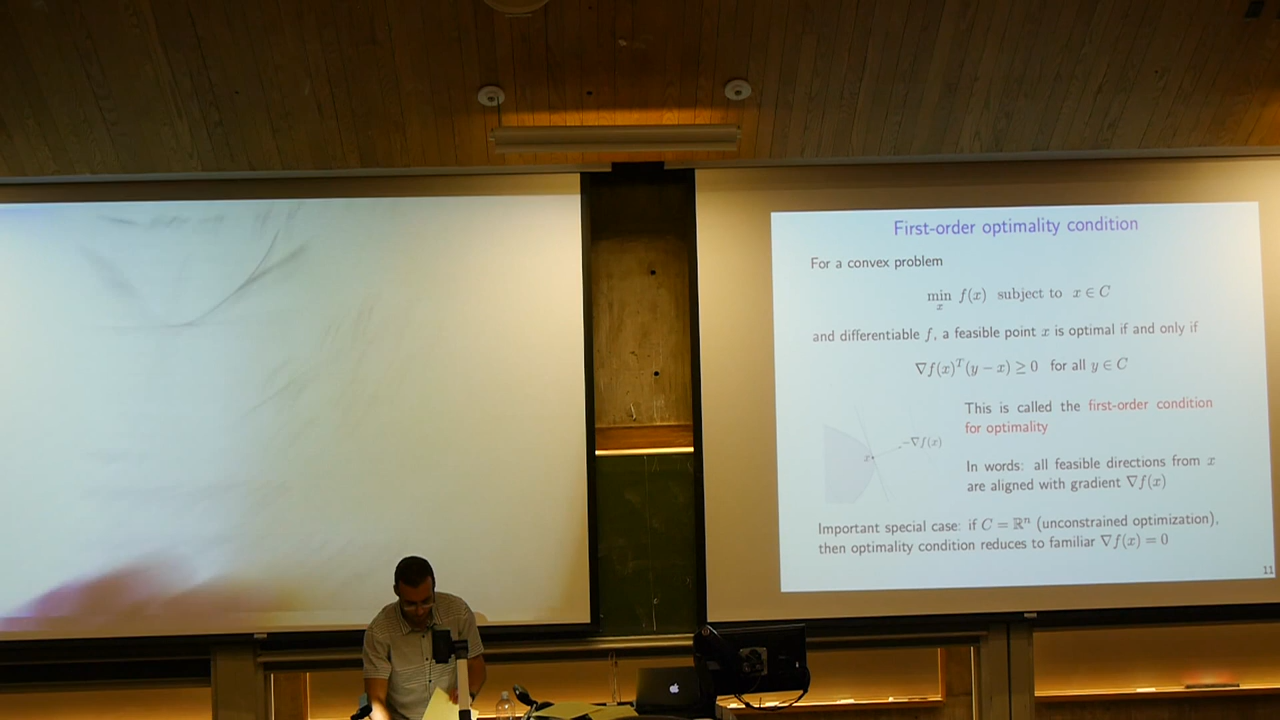 First-order optimality condition
For a convex problem
min_x f(x) subject to x ∈ C
and differentiable f, a feasible point x is optimal if and only if
∇f(x)^T(y − x) ≥ 0 for all y ∈ C
This is called the first-order condition
for optimality
−∇f(x)
x
In words: all feasible directions from x
are aligned with gradient ∇f(x)
Important special case: if C = ℝ^n (unconstrained optimization),
then optimality condition reduces to familiar ∇f(x) = 0
11